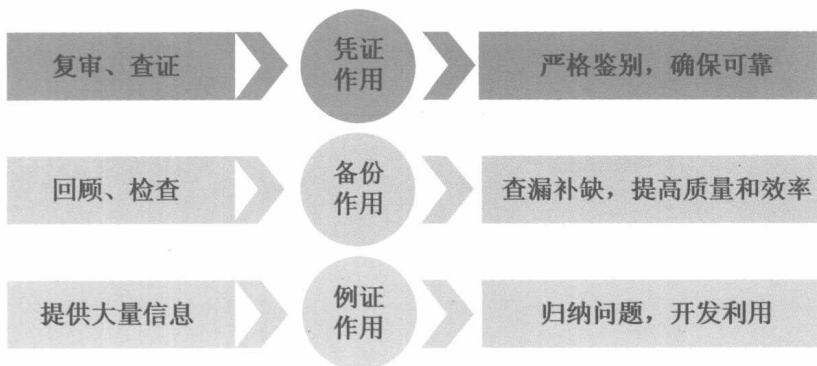 复审、查证
凭证
作用
严格鉴别，确保可靠
回顾、检查
备份
作用
查漏补缺，提高质量和效率
提供大量信息
例证
作用
归纳问题，开发利用